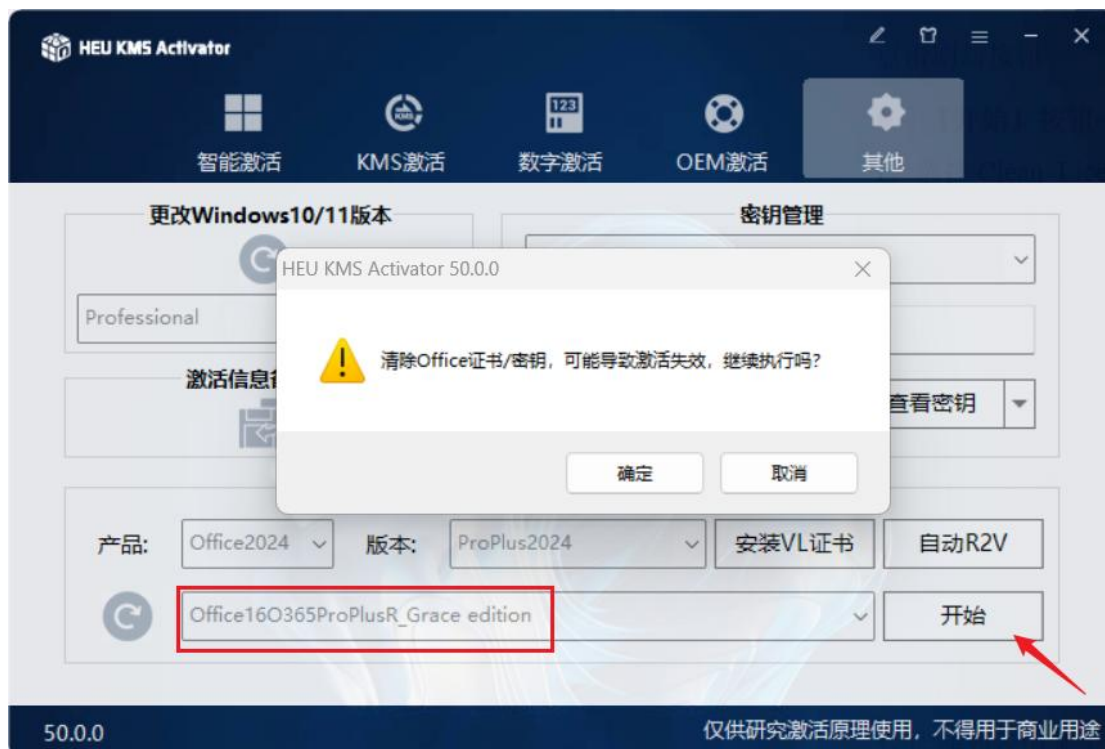 HEU KMS Activator
智能激活 KMS激活 数字激活 OEM激活 其他
更改Windows10/11版本 密钥管理
HEU KMS Activator 50.0.0
Professional
清除Office证书/密钥，可能导致激活失效，继续执行吗?
激活信息
查看密钥
确定 取消
产品: Office2024 版本: ProPlus2024 安装VL证书 自动R2V
Office16O365ProPlusR_Grace edition 开始
50.0.0 仅供研究激活原理使用，不得用于商业用途